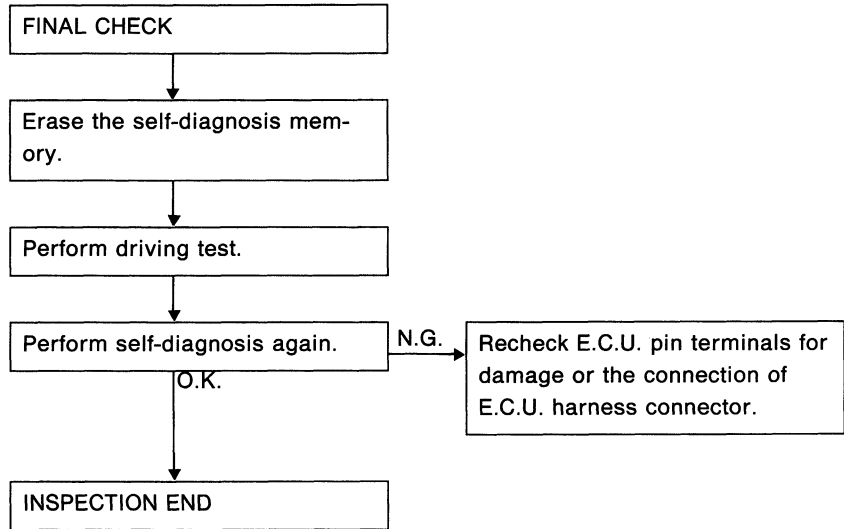 FINAL CHECK
Erase the self-diagnosis mem-
ory.
Perform driving test.
Perform self-diagnosis again.
N.G.
Recheck E.C.U. pin terminals for
damage or the connection of
E.C.U. harness connector.
O.K.
INSPECTION END